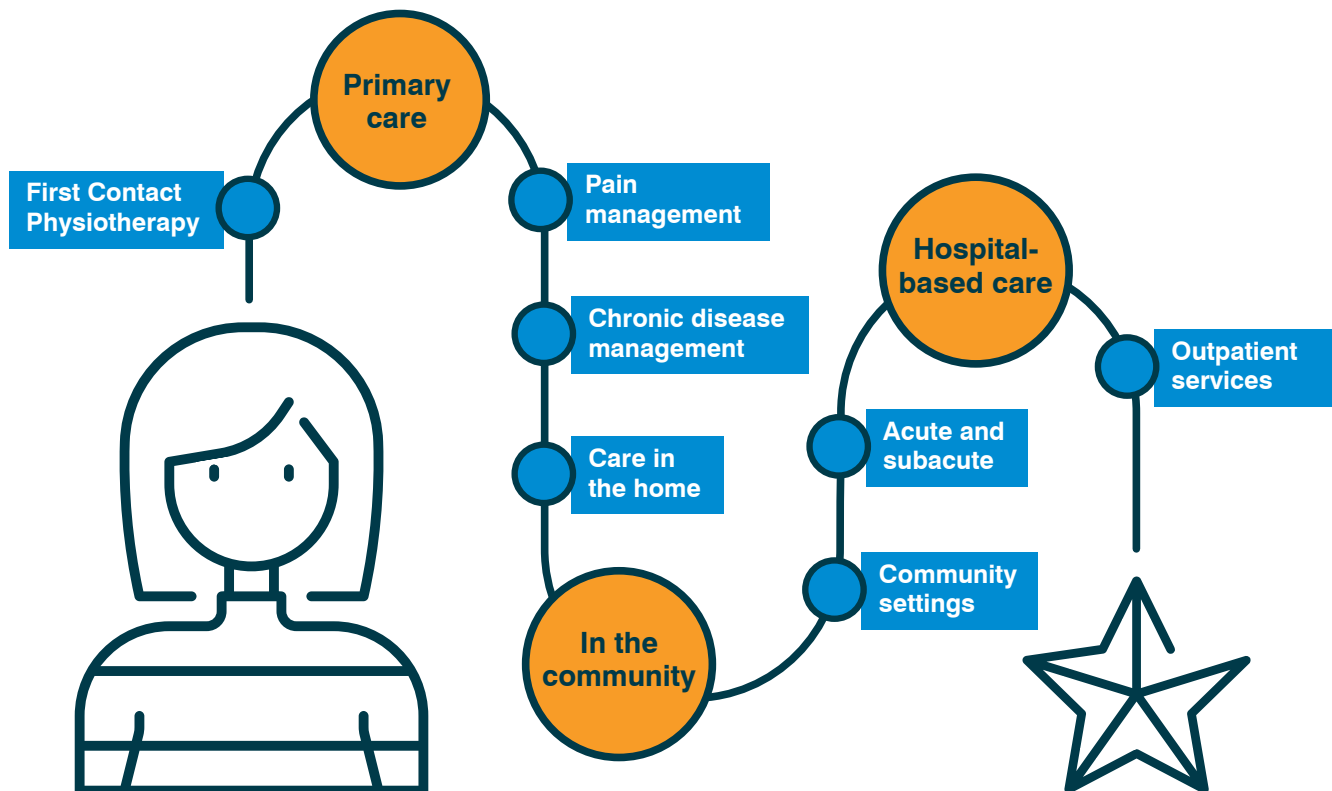 Primary
care
First Contact
Physiotherapy
Pain
management
Chronic disease
management
Care in
the home
In the
community
Community
settings
Acute and
subacute
Hospital-
based care
Outpatient
services